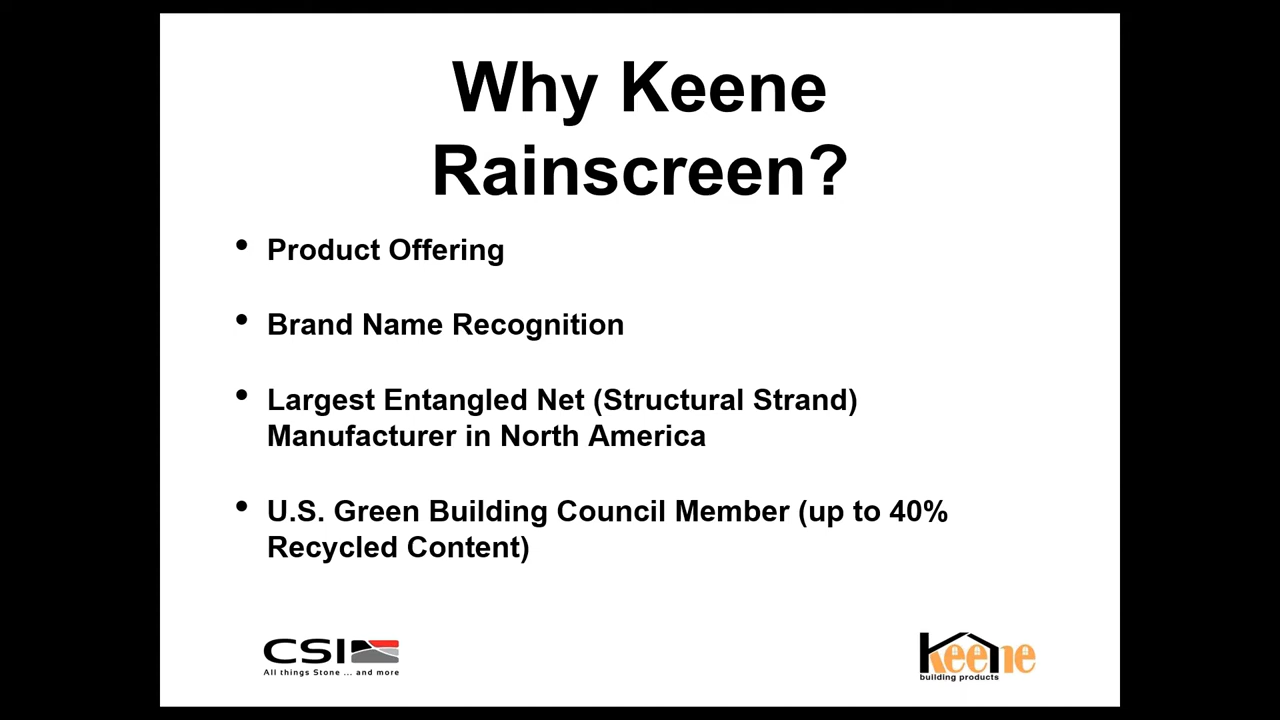 Why Keene
Rainscreen?
• Product Offering
• Brand Name Recognition
• Largest Entangled Net (Structural Strand)
Manufacturer in North America
• U.S. Green Building Council Member (up to 40%
Recycled Content)
CSI
All things Stone ... and more
keene
building products